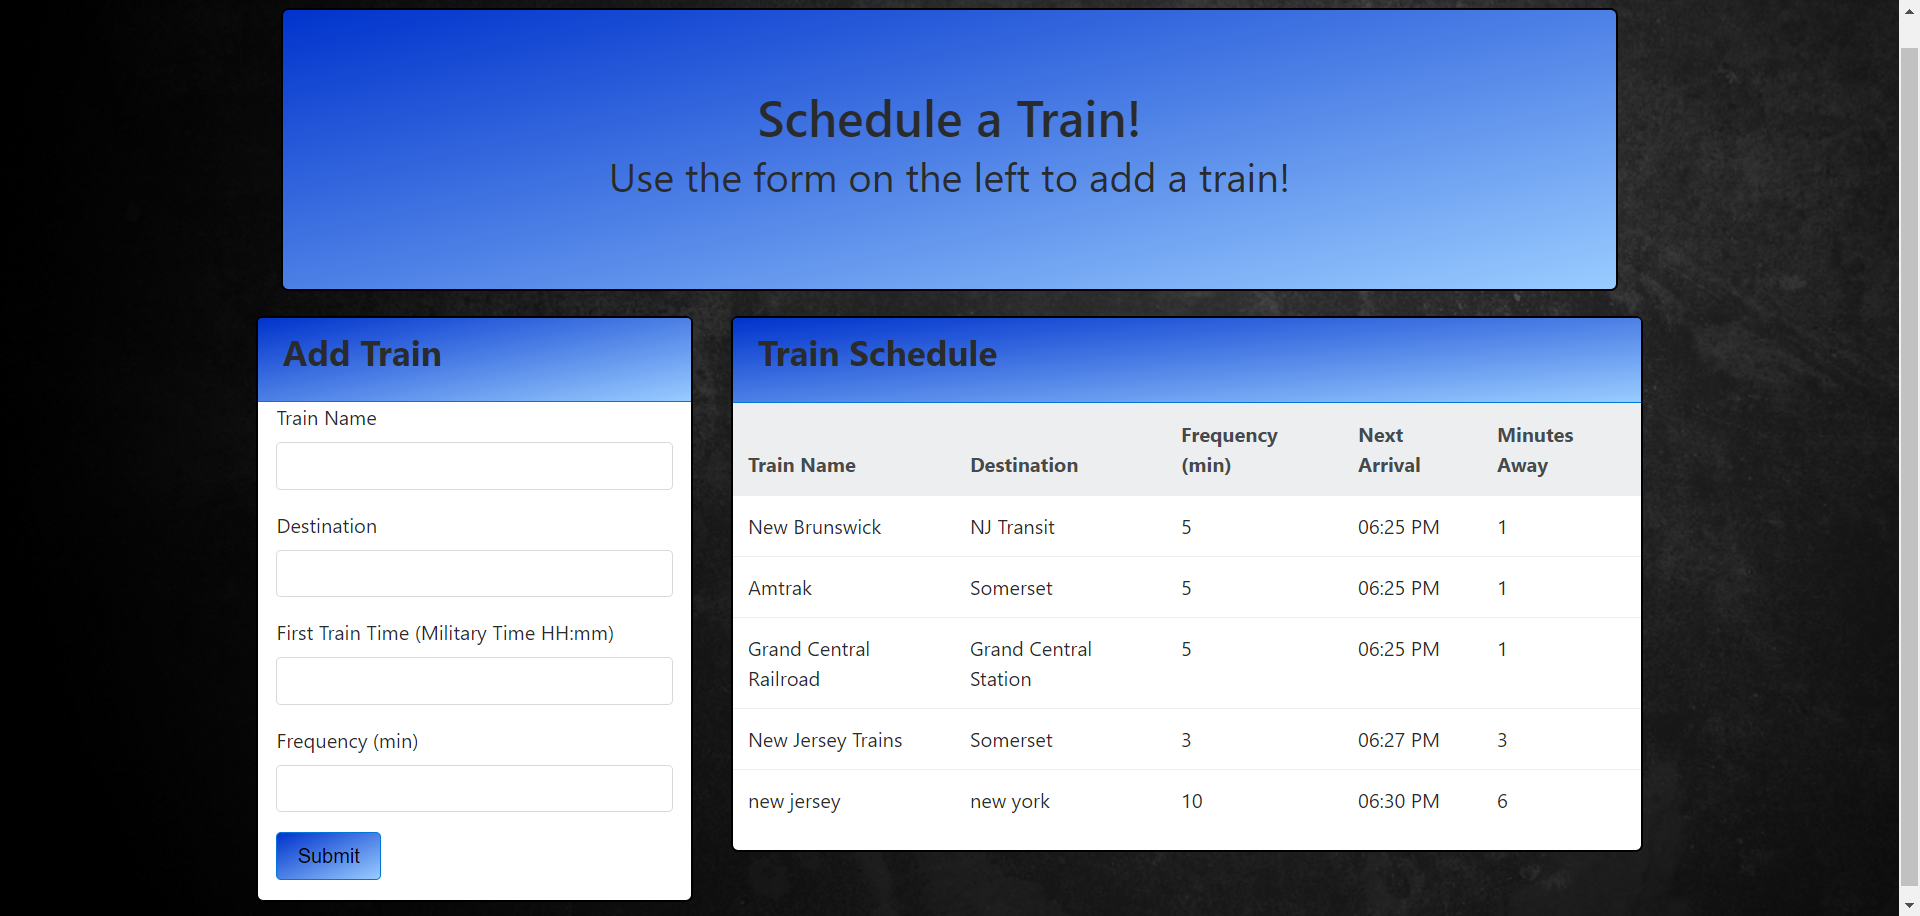 Schedule a Train!
Use the form on the left to add a train!
Add Train
Train Name
Destination
First Train Time (Military Time HH:mm)
Frequency (min)
Submit
Train Schedule
Train Name Destination Frequency (min) Next Arrival Minutes Away
New Brunswick NJ Transit 5 06:25 PM 1
Amtrak Somerset 5 06:25 PM 1
Grand Central Grand Central 5 06:25 PM 1
Railroad Station
New Jersey Trains Somerset 3 06:27 PM 3
new jersey new york 10 06:30 PM 6